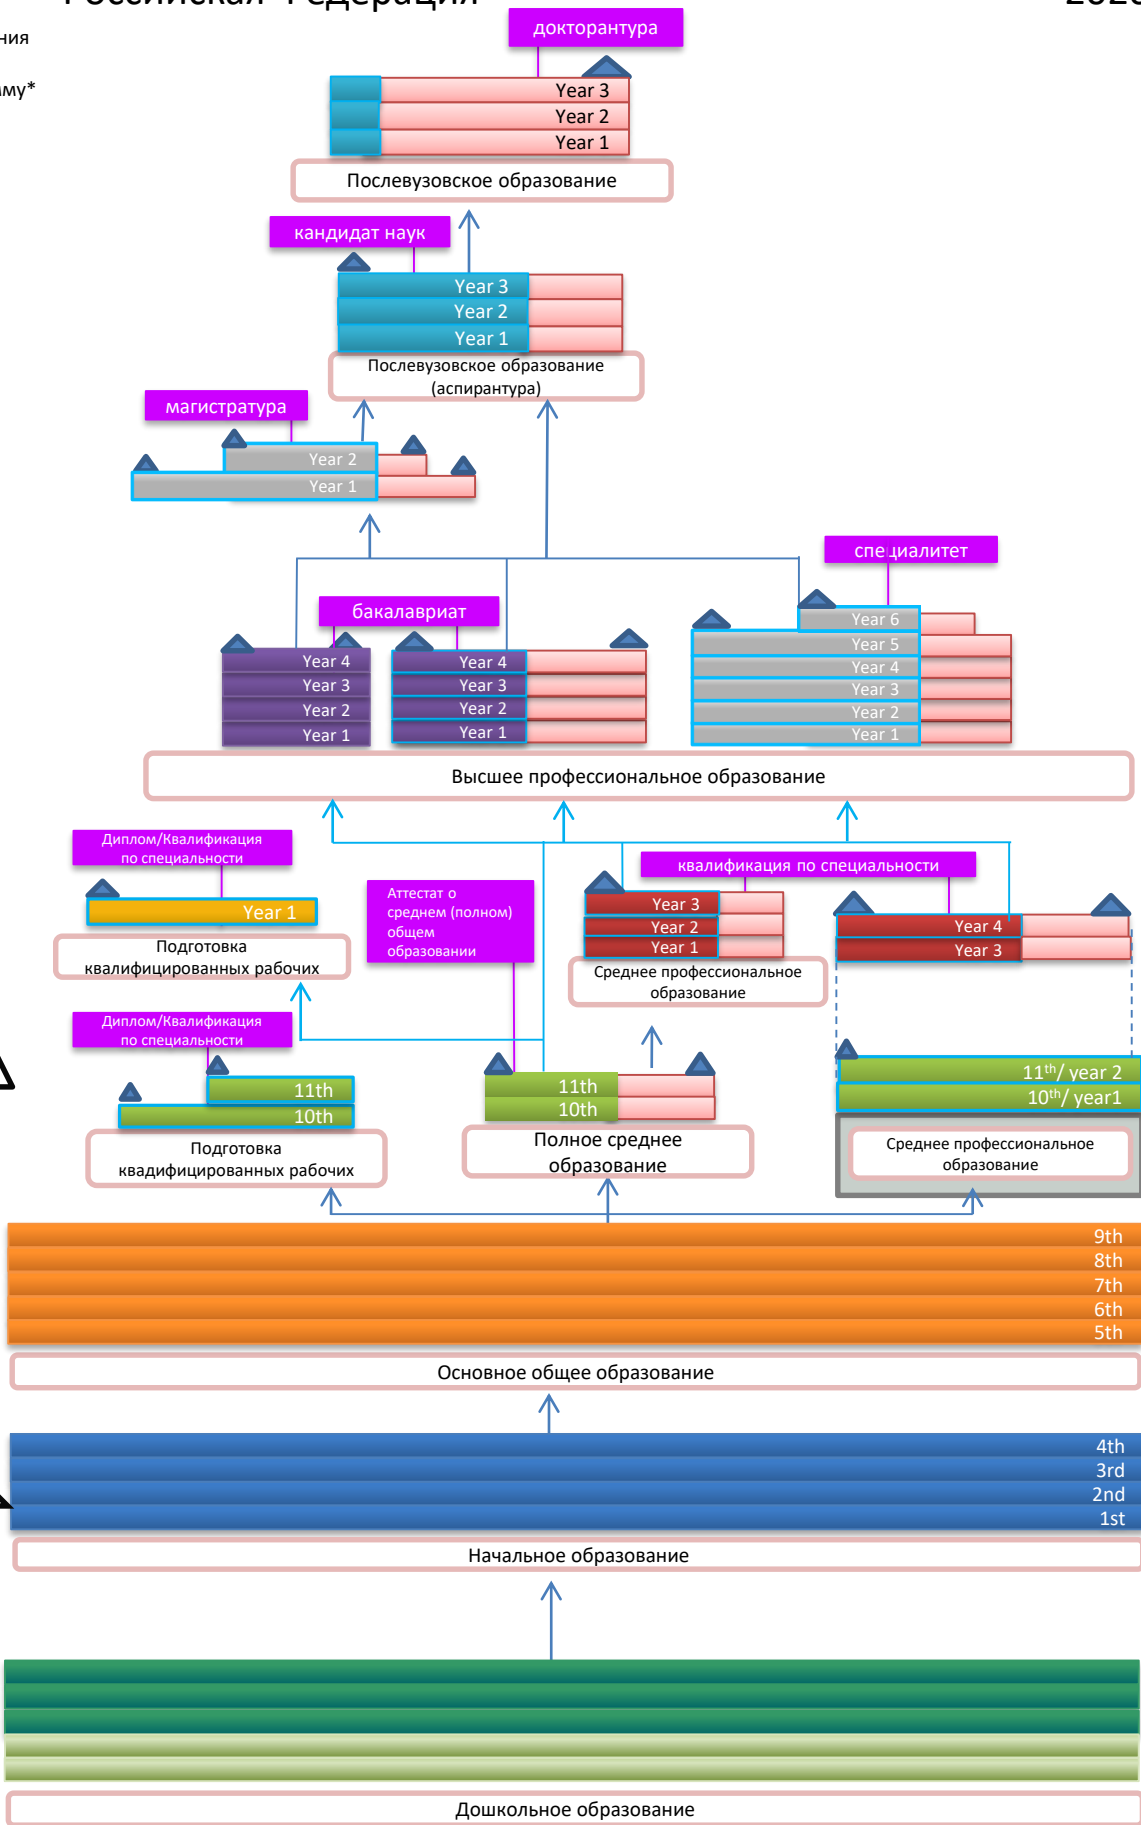 Российская Федерация
докторантура
Year 3
Year 2
Year 1
Послевузовское образование
кандидат наук
Year 3
Year 2
Year 1
Послевузовское образование
(аспирантура)
магистратура
Year 2
Year 1
специалитет
бакалавриат
Year 4
Year 3
Year 2
Year 1
Year 4
Year 3
Year 2
Year 1
Year 6
Year 5
Year 4
Year 3
Year 2
Year 1
Высшее профессиональное образование
Диплом/Квалификация
по специальности
Year 1
Подготовка
квалифицированных рабочих
Аттестат о
среднем (полном)
общем
образовании
квалификация по специальности
Year 3
Year 2
Year 1
Среднее профессиональное
образование
Year 4
Year 3
Диплом/Квалификация
по специальности
11th
10th
Подготовка
квадифицированных рабочих
11th
10th
Полное среднее
образование
11th/ year 2
10th/ year1
Среднее профессиональное
образование
9th
8th
7th
6th
5th
Основное общее образование
4th
3rd
2nd
1st
Начальное образование
Дошкольное образование